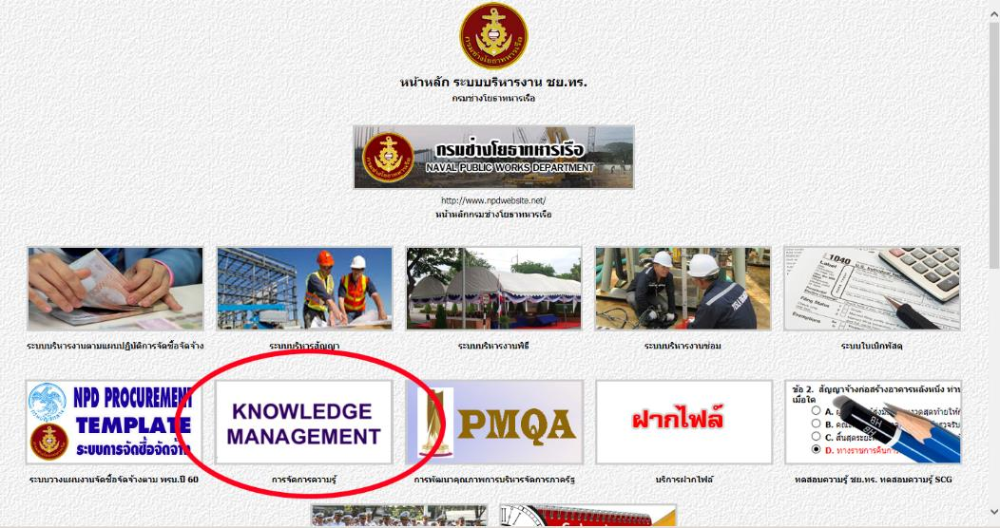 กรมช่างโยธาทหารเรือ
หน้าหลัก ระบบบริหารงาน ชย.ทร.
กรมช่างโยธาทหารเรือ
กรมช่างโยธาทหารเรือ
NAVAL PUBLIC WORKS DEPARTMENT
http://www.npdwebsite.net/
หน้าหลักกรมช่างโยธาทหารเรือ
1040
Label
Filing Status
Exemptions
ระบบบริหารงานตามแผนปฏิบัติการจัดซื้อจัดจ้าง
ระบบบริหารสัญญา
ระบบบริหารงานพิธี
ระบบบริหารงานซ่อม
ระบบใบเบิกพัสดุ
NPD PROCUREMENT
TEMPLATE
ระบบการจัดซื้อจัดจ้าง
KNOWLEDGE
MANAGEMENT
PMQA
ฝากไฟล์
ข้อ 2. สัญญาจ้างก่อสร้างอาคารหลังหนึ่ง
เมื่อใด
A.
B.
C.
D. ทางราชการคืน
ระบบวางแผนงานจัดซื้อจัดจ้างตาม พรบ.ปี 60
การจัดการความรู้
การพัฒนาคุณภาพการบริหารจัดการภาครัฐ
บริการฝากไฟล์
ทดสอบความรู้ ชย.ทร. ทดสอบความรู้ SCG